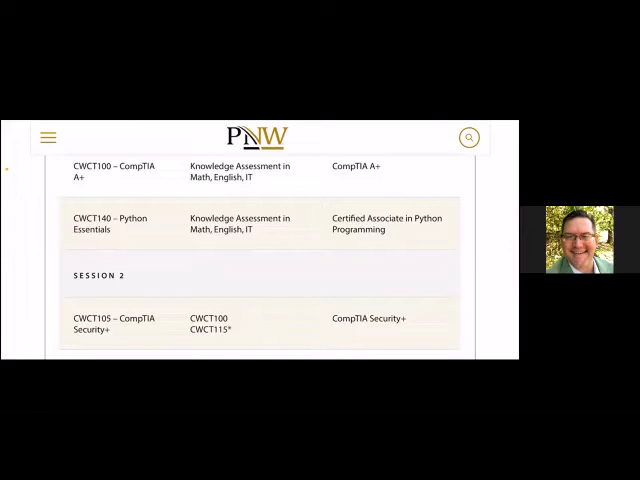 PNW
CWCT100 – CompTIA
A+
Knowledge Assessment in
Math, English, IT
CompTIA A+
CWCT140 – Python
Essentials
Knowledge Assessment in
Math, English, IT
Certified Associate in Python
Programming
SESSION 2
CWCT105 – CompTIA
Security+
CWCT100
CWCT115*
CompTIA Security+